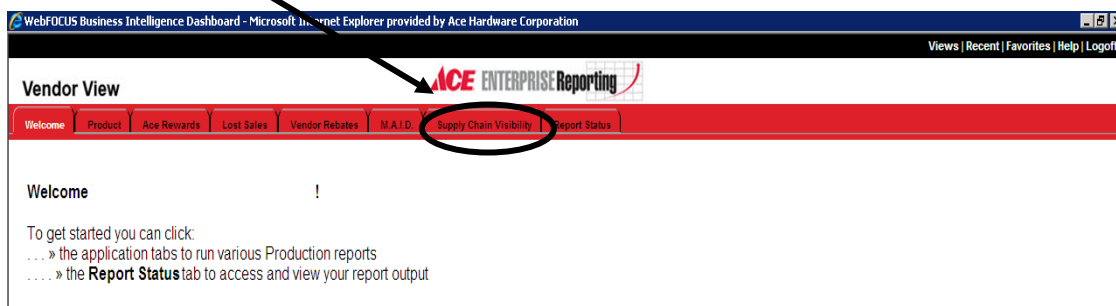 WebFOCUS Business Intelligence Dashboard - Microsoft Internet Explorer provided by Ace Hardware Corporation
Views | Recent | Favorites | Help | Logoff
Vendor View
ACE ENTERPRISE Reporting
Welcome Product Ace Rewards Lost Sales Vendor Rebates M.A.I.D. Supply Chain Visibility Report Status
Welcome !
To get started you can click:
. . . » the application tabs to run various Production reports
. . . . » the Report Status tab to access and view your report output